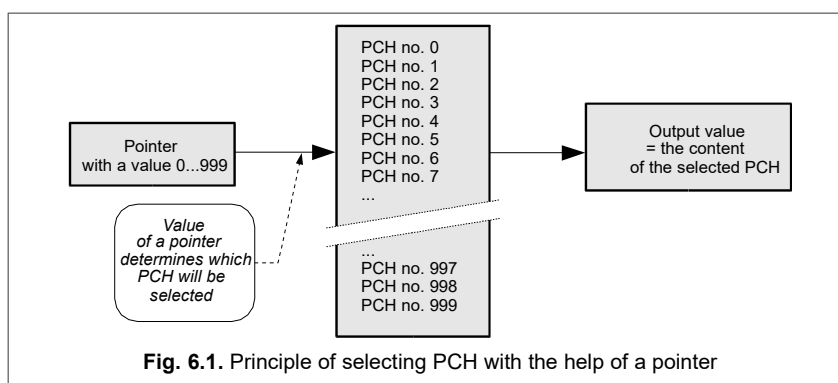 Pointer
with a value 0...999
Value
of a pointer
determines which
PCH will be
selected
PCH no. 0
PCH no. 1
PCH no. 2
PCH no. 3
PCH no. 4
PCH no. 5
PCH no. 6
PCH no. 7
...
...
PCH no. 997
PCH no. 998
PCH no. 999
Output value
= the content
of the selected PCH
Fig. 6.1. Principle of selecting PCH with the help of a pointer